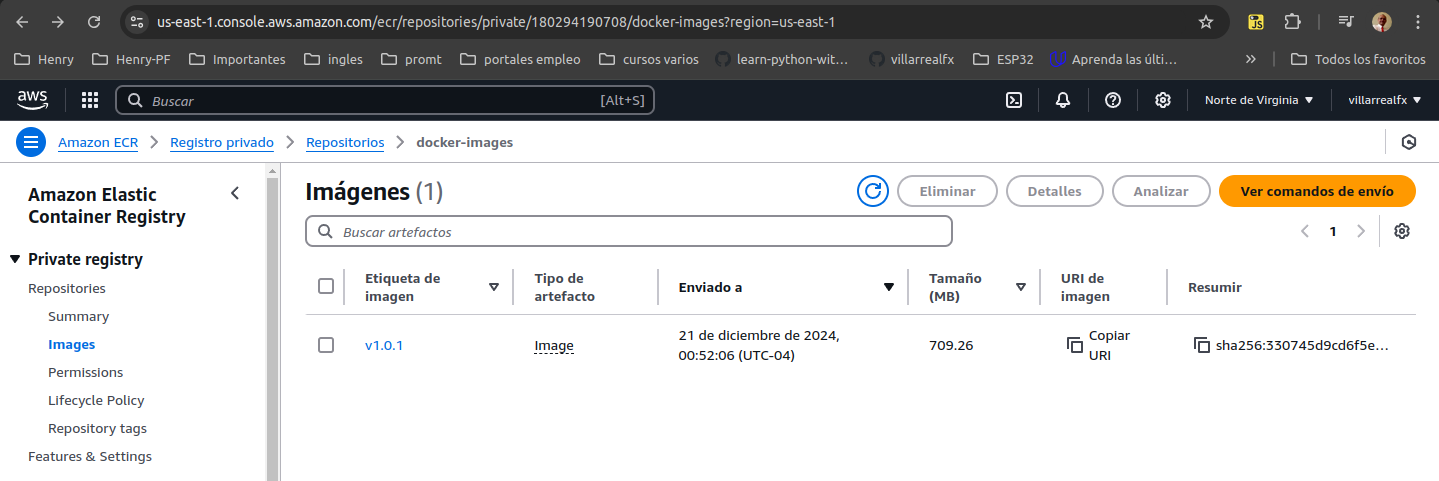 us-east-1.console.aws.amazon.com/ecr/repositories/private/180294190708/docker-images?region=us-east-1
JS
Henry Henry-PF Importantes ingles promt portales empleo cursos varios learn-python-wit... villarrealfx ESP32 Aprenda las últi... » Todos los favoritos
aws Buscar [Alt+S] Norte de Virginia villarrealfx
Amazon ECR Registro privado Repositorios docker-images
Amazon Elastic
Container Registry
Private registry
Repositories
Summary
Images
Permissions
Lifecycle Policy
Repository tags
Features & Settings
Imágenes (1) Eliminar Detalles Analizar Ver comandos de envío
Buscar artefactos 1
Etiqueta de
imagen
Tipo de
artefacto
Enviado a
Tamaño
(MB)
URI de
imagen
Resumir
v1.0.1
Image
21 de diciembre de 2024,
00:52:06 (UTC-04)
709.26
Copiar
URI
sha256:330745d9cd6f5e...